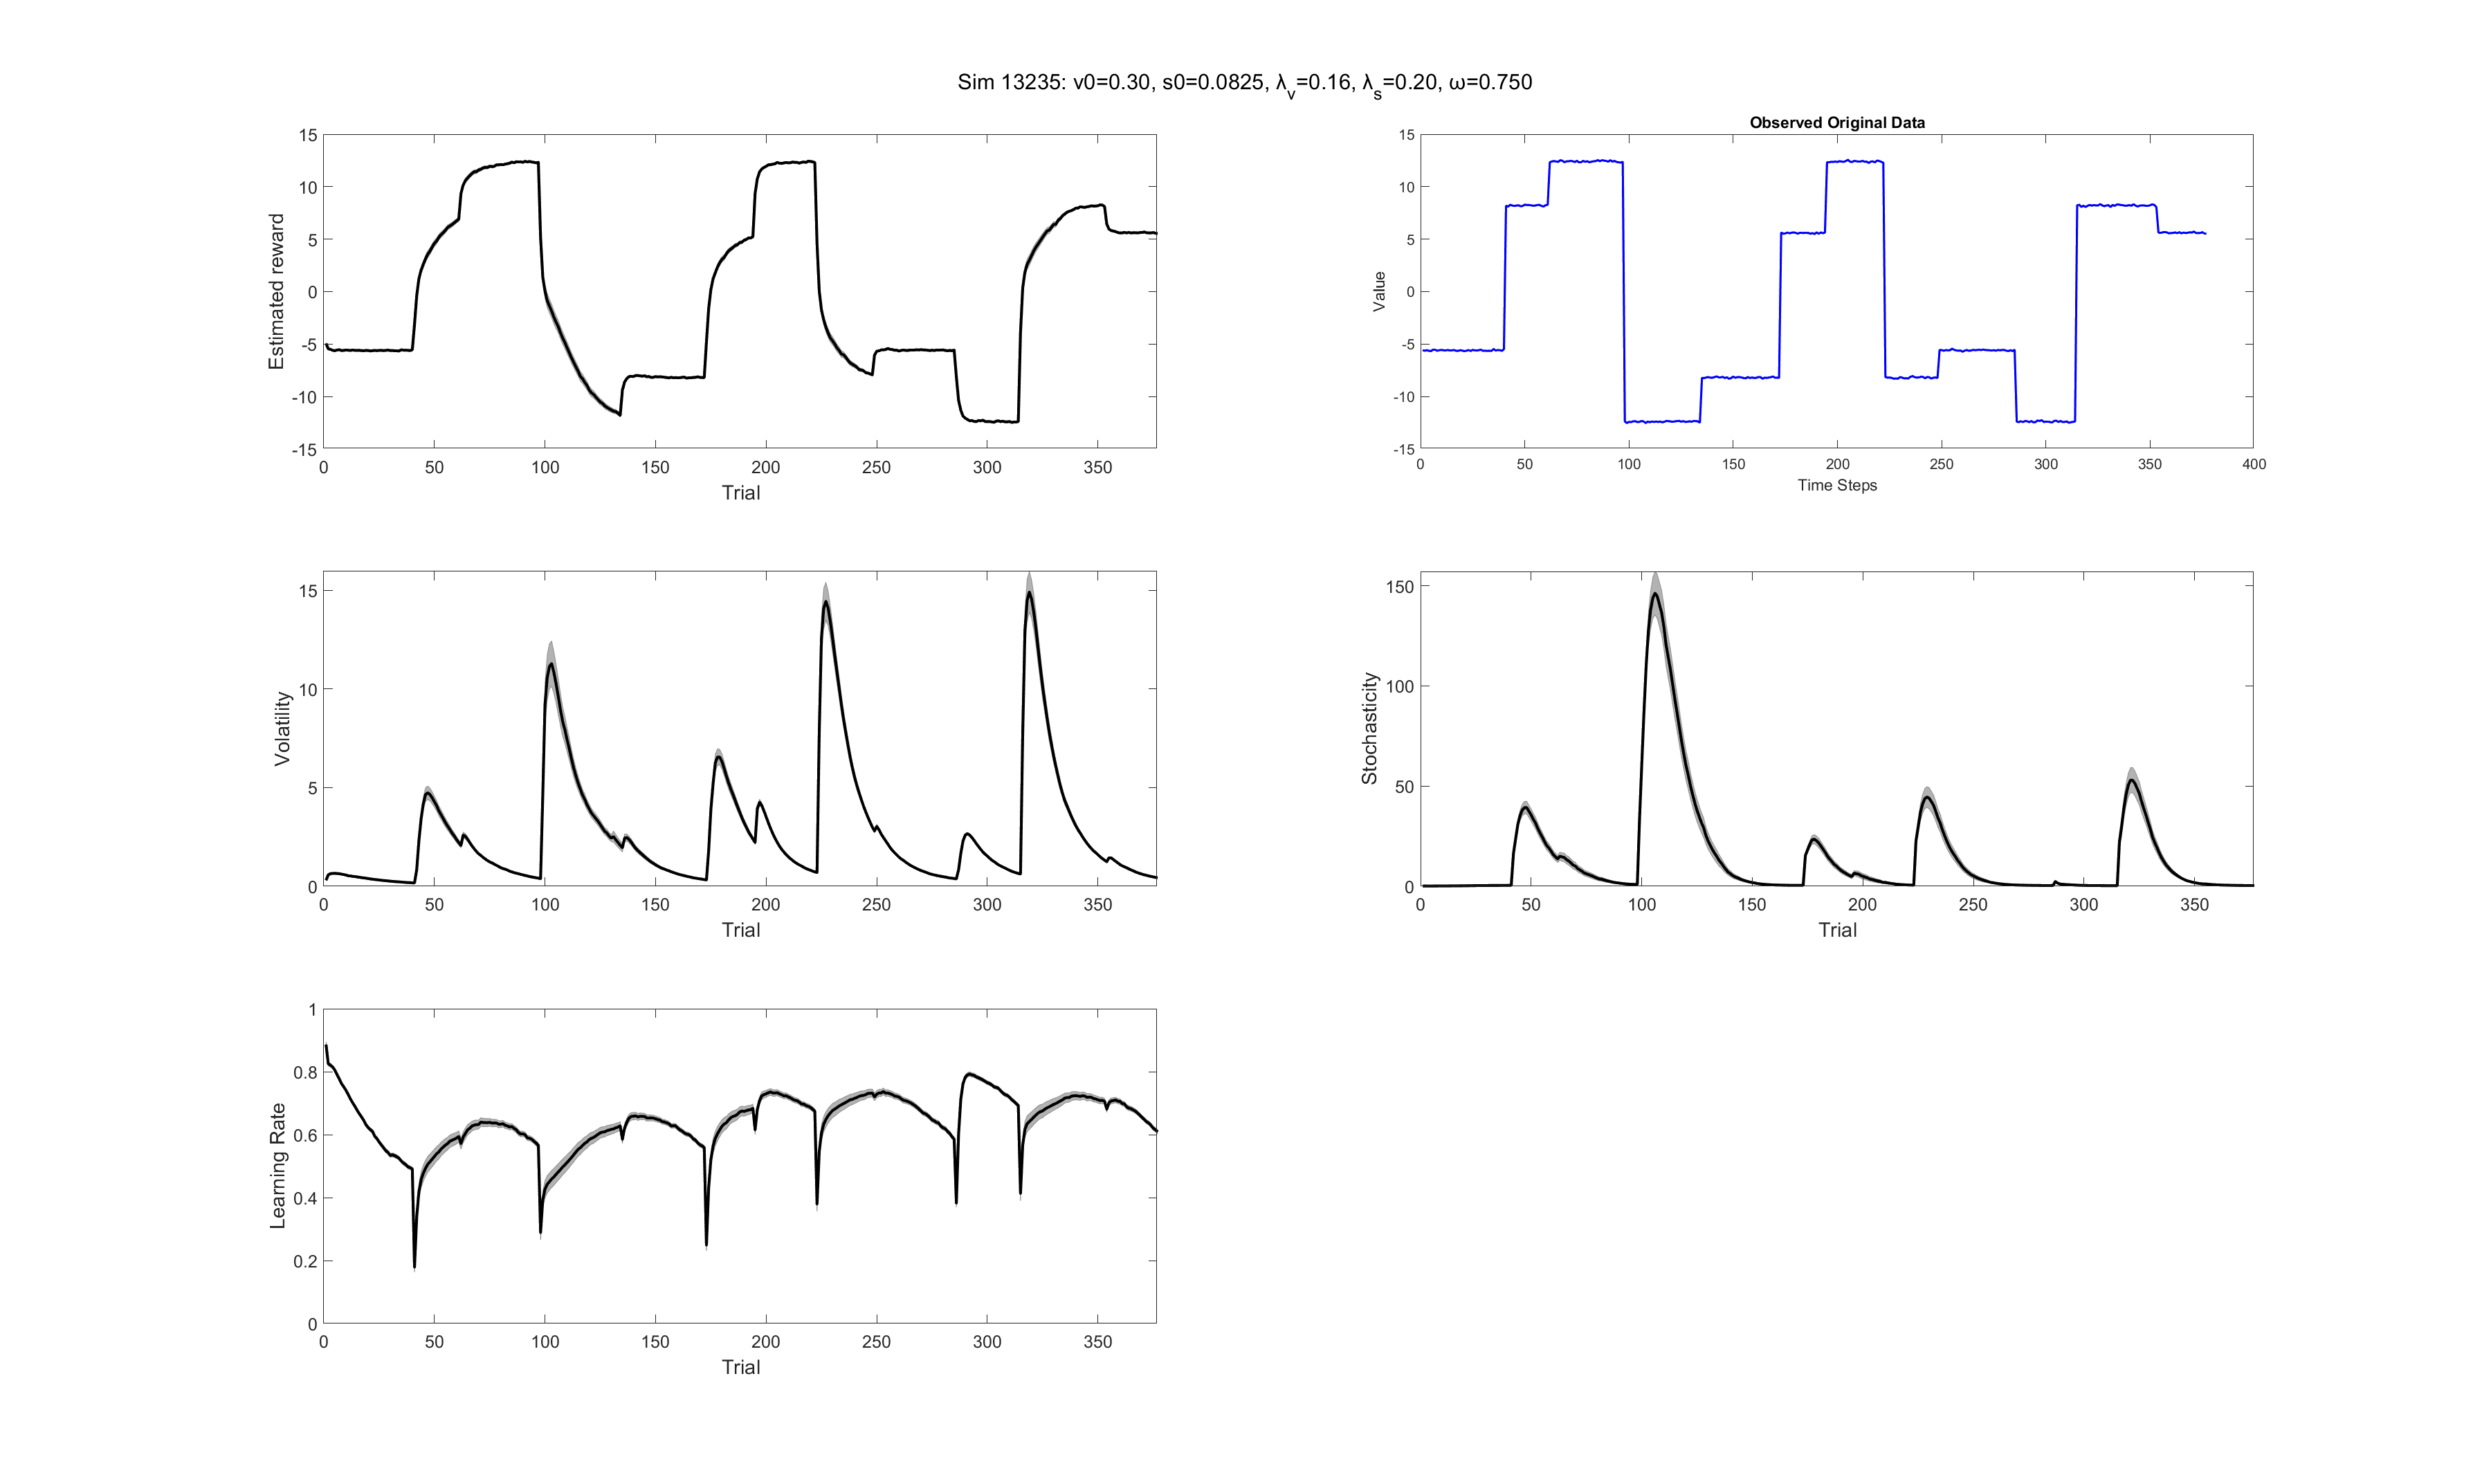 Sim 13235: v0=0.30, s0=0.0825, λv=0.16, λs=0.20, ω=0.750
15
10
5
0
-5
-10
-15
Estimated reward
0 50 100 150 200 250 300 350
Trial
Observed Original Data
15
10
5
0
-5
-10
-15
Value
0 50 100 150 200 250 300 350 400
Time Steps
15
10
5
0
Volatility
0 50 100 150 200 250 300 350
Trial
150
100
50
0
Stochasticity
0 50 100 150 200 250 300 350
Trial
1
0.8
0.6
0.4
0.2
0
Learning Rate
0 50 100 150 200 250 300 350
Trial